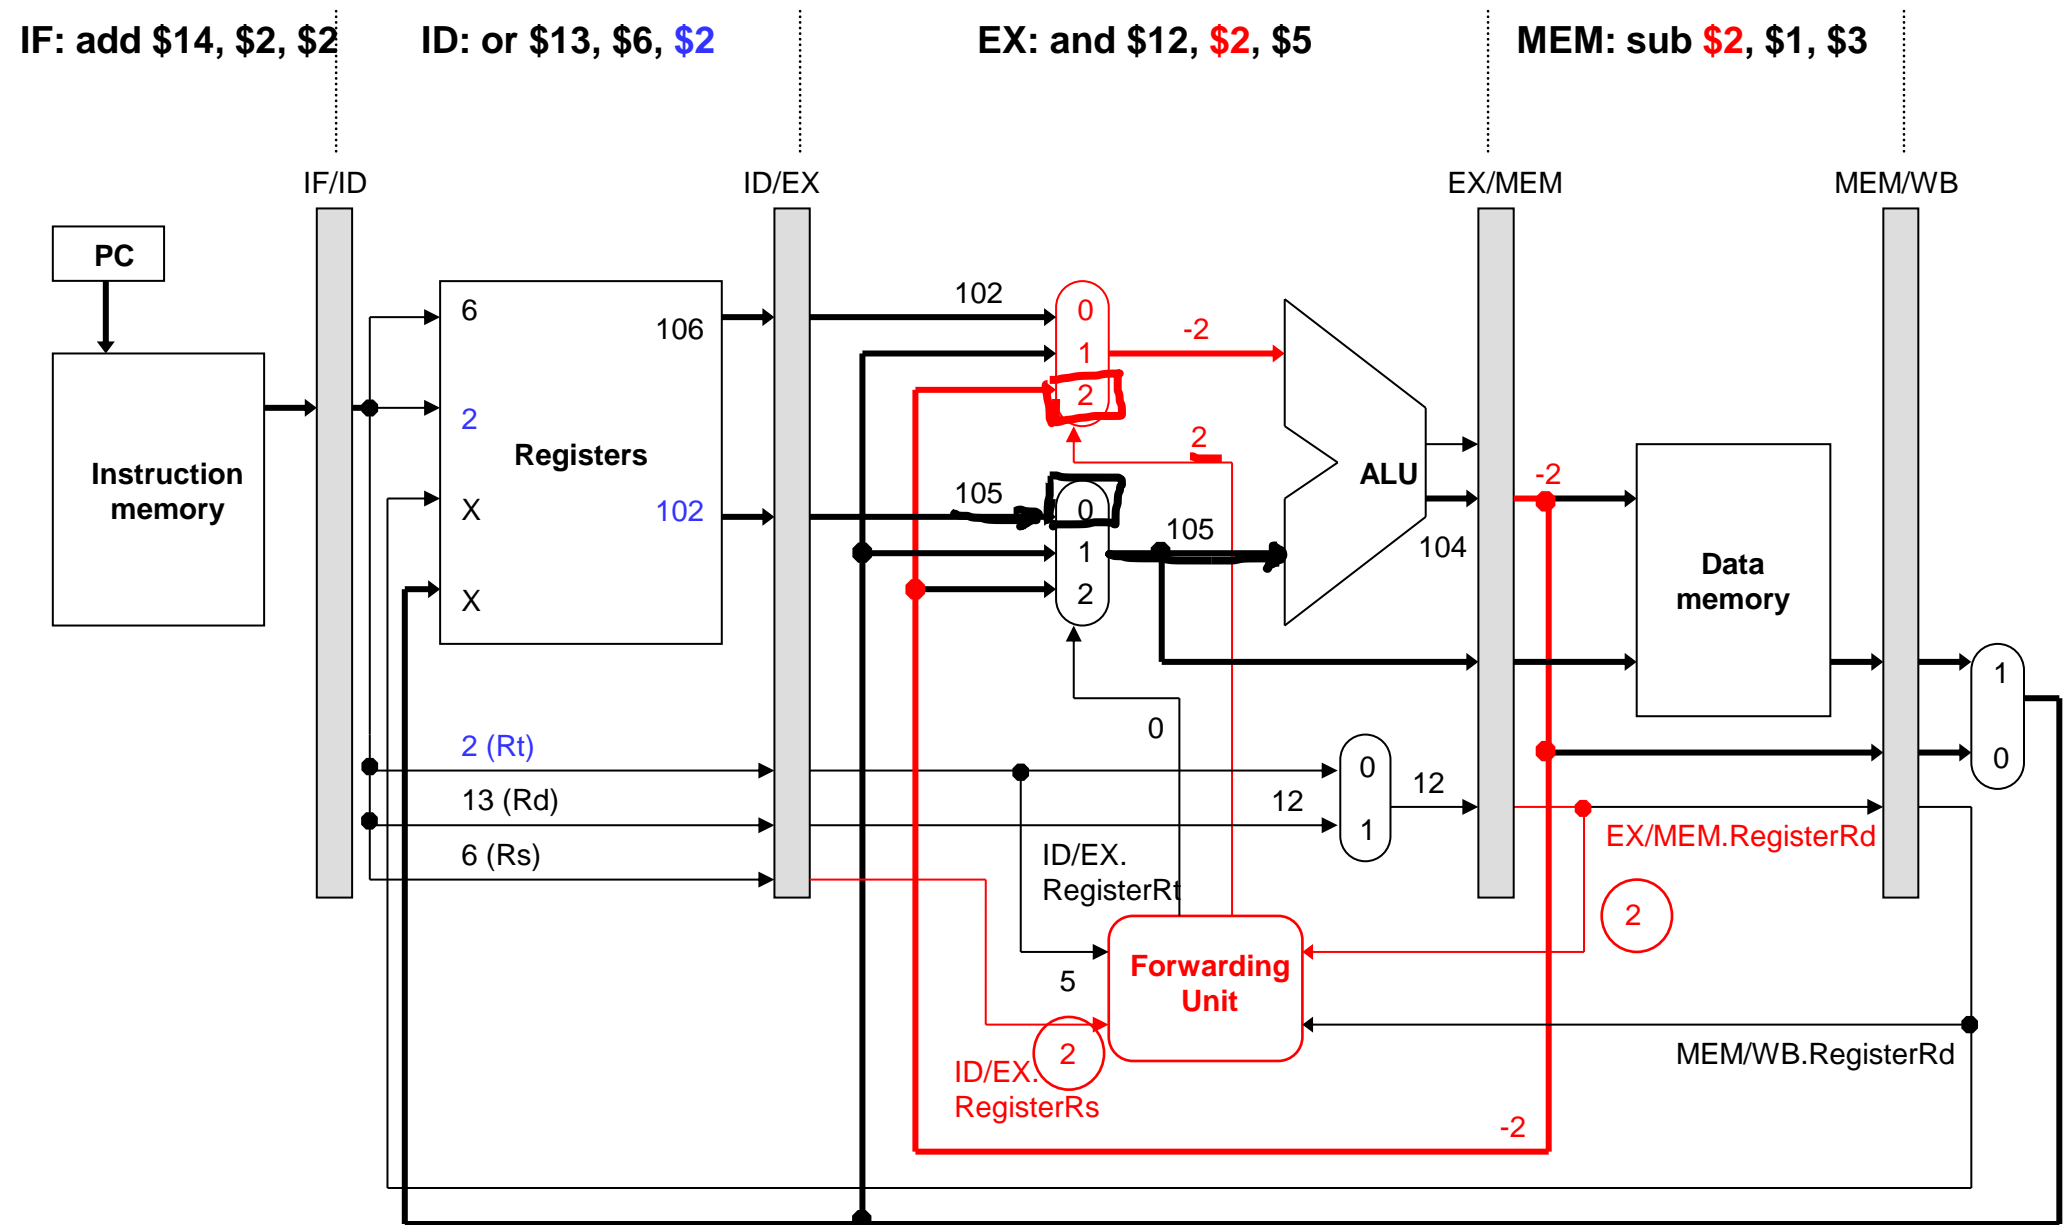 IF: add $14, $2, $2
ID: or $13, $6, $2
EX: and $12, $2, $5
MEM: sub $2, $1, $3
IF/ID
ID/EX
EX/MEM
MEM/WB
PC
Instruction
memory
6
2
X
X
106
Registers
102
102
0
1
2
-2
2
105
0
1
2
105
ALU
104
-2
Data
memory
1
0
0
2 (Rt)
13 (Rd)
6 (Rs)
12
0
1
12
EX/MEM.RegisterRd
2
ID/EX.
RegisterRt
5
Forwarding
Unit
2
ID/EX.
RegisterRs
MEM/WB.RegisterRd
-2